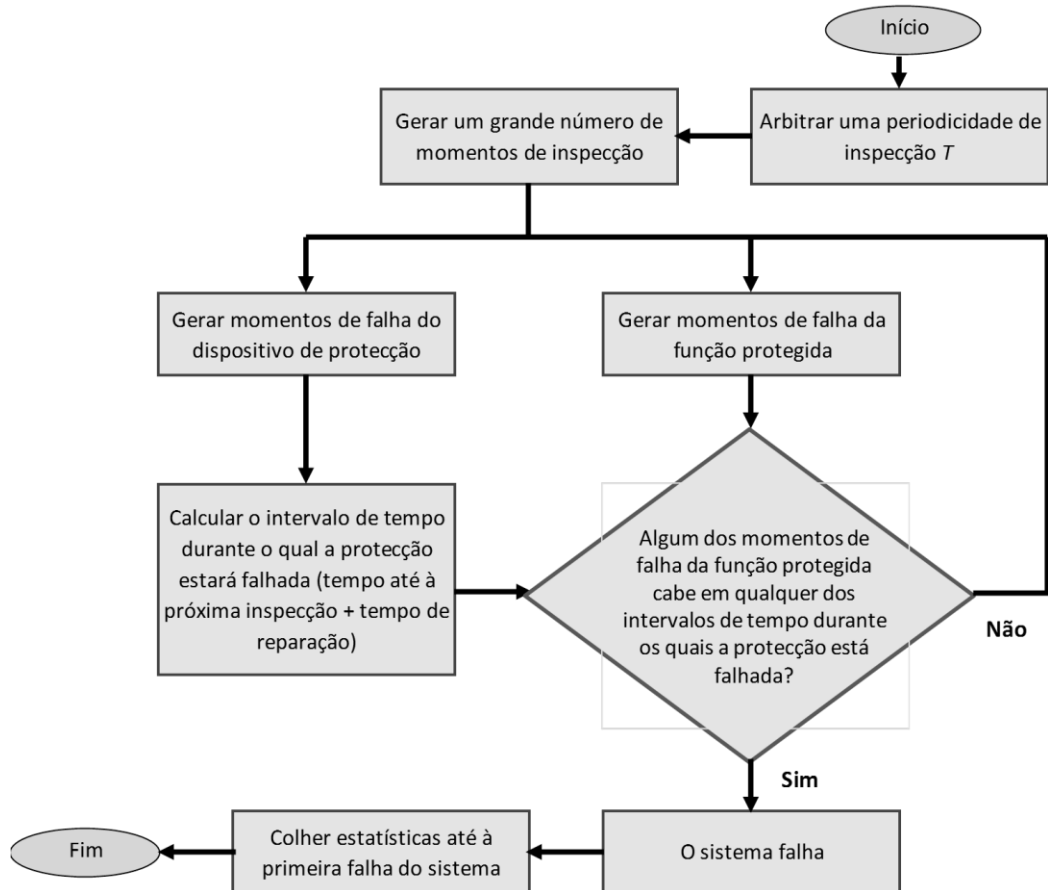 Início
Arbitrar uma periodicidade de
inspecção T
Gerar um grande número de
momentos de inspecção
Gerar momentos de falha do
dispositivo de protecção
Gerar momentos de falha da
função protegida
Calcular o intervalo de tempo
durante o qual a protecção
estará falhada (tempo até à
próxima inspecção + tempo de
reparação)
Algum dos momentos de
falha da função protegida
cabe em qualquer dos
intervalos de tempo durante
os quais a protecção está
falhada?
Não
Sim
O sistema falha
Colher estatísticas até à
primeira falha do sistema
Fim